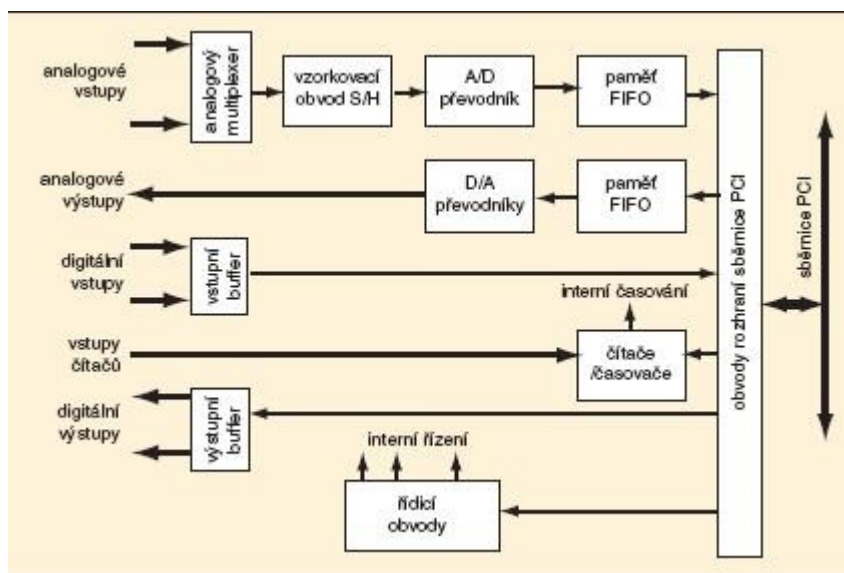 analogové
vstupy
analogový
multiplexer
vzorkovací
obvod S/H
A/D
převodník
paměť
FIFO
analogové
výstupy
D/A
převodníky
paměť
FIFO
digitální
vstupy
vstupní
buffer
interní časování
vstupy
čítačů
čítače
/časovače
digitální
výstupy
výstupní
buffer
interní řízení
řídicí
obvody
obvody rozhraní sběrnice PCI
sběrnice PCI